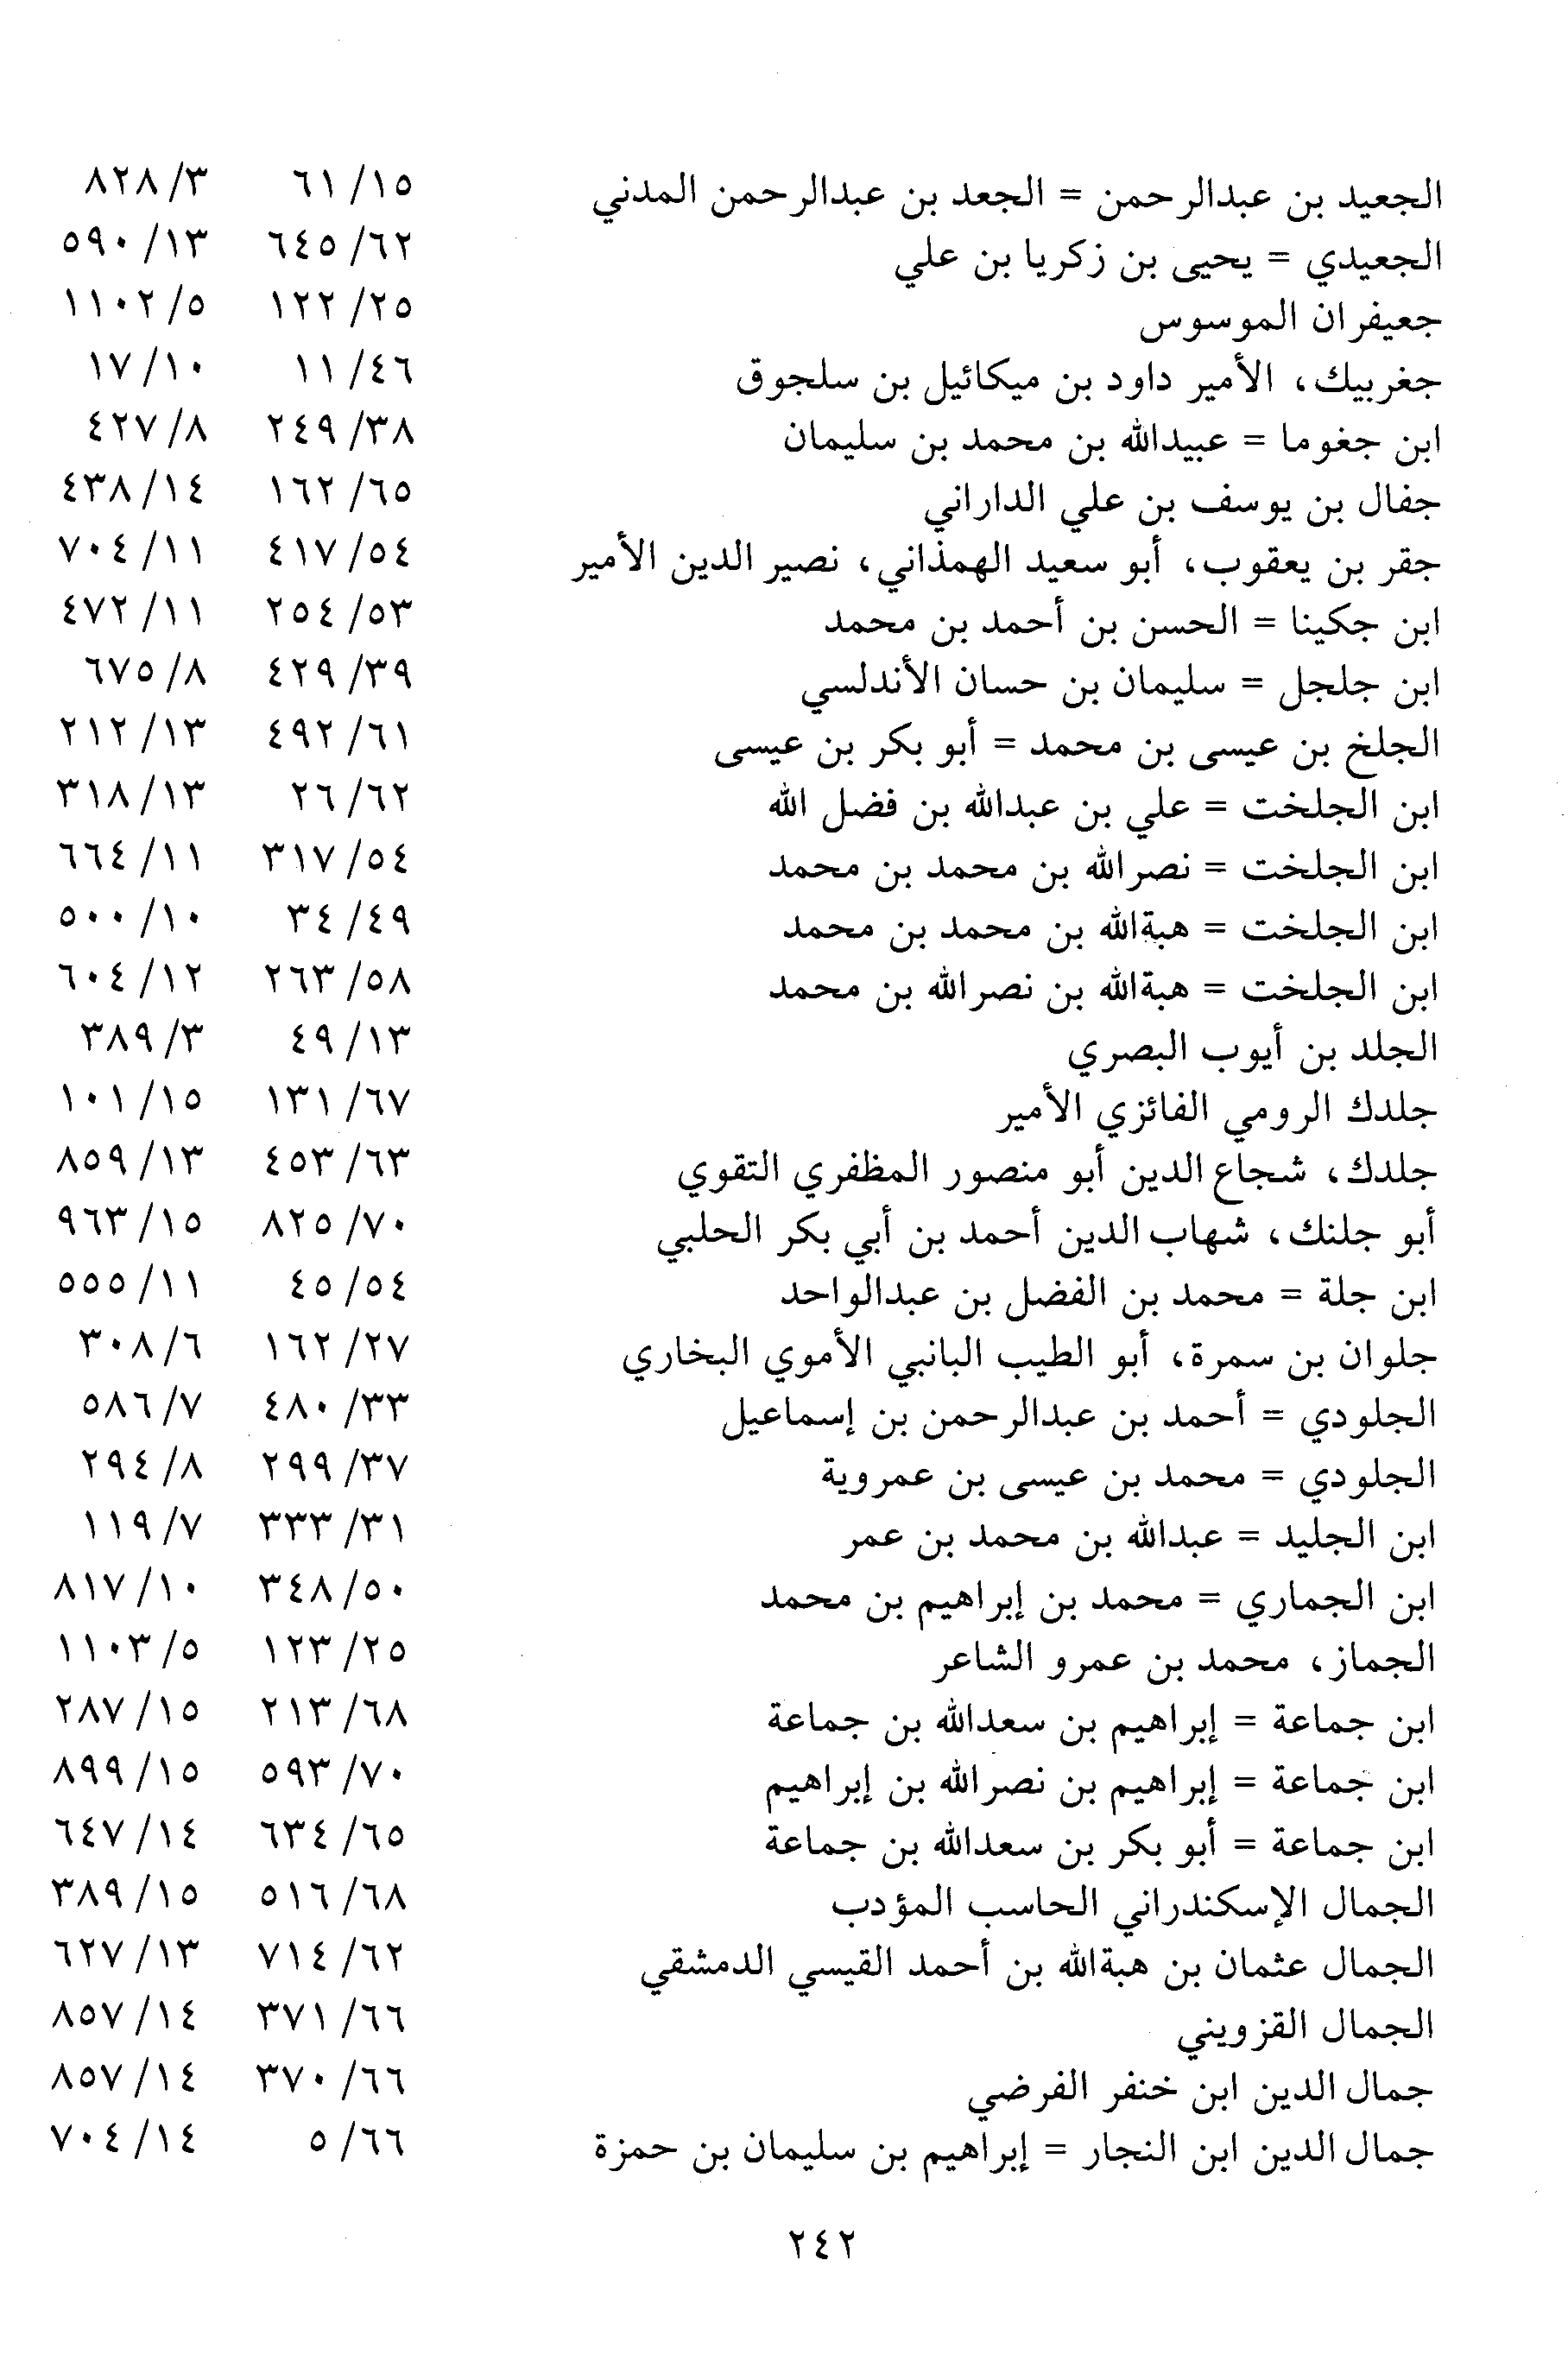 الجعيد بن عبدالرحمن = الجعد بن عبدالرحمن المدني ١٥/ ٦١ ٣/ ٨٢٨
الجعيدي = يحيى بن زكريا بن علي ٦٢/ ٦٤٥ ١٣/ ٥٩٠
جعيفران الموسوس ٢٥/ ١٢٢ ٥/ ١١٠٢
جغربيك، الأمير داود بن ميكائيل بن سلجوق ٤٦/ ١١ ١٠/ ١٧
ابن جغوما = عبيدالله بن محمد بن سليمان ٣٨/ ٢٤٩ ٨/ ٤٢٧
جفال بن يوسف بن علي الداراني ٦٥/ ١٦٢ ١٤/ ٤٣٨
جقر بن يعقوب، أبو سعيد الهمذاني، نصير الدين الأمير ٥٤/ ٤١٧ ١١/ ٧٠٤
ابن جكينا = الحسن بن أحمد بن محمد ٥٣/ ٢٥٤ ١١/ ٤٧٢
ابن جلجل = سليمان بن حسان الأندلسي ٣٩/ ٤٢٩ ٨/ ٦٧٥
الجلخ بن عيسى بن محمد = أبو بكر بن عيسى ٦١/ ٤٩٢ ١٣/ ٢١٢
ابن الجلخت = علي بن عبدالله بن فضل الله ٦٢/ ٢٦ ١٣/ ٣١٨
ابن الجلخت = نصرالله بن محمد بن محمد ٥٤/ ٣١٧ ١١/ ٦٦٤
ابن الجلخت = هبةالله بن محمد بن محمد ٤٩/ ٣٤ ١٠/ ٥٠٠
ابن الجلخت = هبةالله بن نصرالله بن محمد ٥٨/ ٢٦٣ ١٢/ ٦٠٤
الجلد بن أيوب البصري ١٣/ ٤٩ ٣/ ٣٨٩
جلدك الرومي الفائزي الأمير ٦٧/ ١٣١ ١٥/ ١٠١
جلدك، شجاع الدين أبو منصور المظفري التقوي ٦٣/ ٤٥٣ ١٣/ ٨٥٩
أبو جلنك، شهاب الدين أحمد بن أبي بكر الحلبي ٧٠/ ٨٢٥ ١٥/ ٩٦٣
ابن جلة = محمد بن الفضل بن عبدالواحد ٥٤/ ٤٥ ١١/ ٥٥٥
جلوان بن سمرة، أبو الطيب البانبي الأموي البخاري ٢٧/ ١٦٢ ٦/ ٣٠٨
الجلودي = أحمد بن عبدالرحمن بن إسماعيل ٣٣/ ٤٨٠ ٧/ ٥٨٦
الجلودي = محمد بن عيسى بن عمروية ٣٧/ ٢٩٩ ٨/ ٢٩٤
ابن الجليد = عبدالله بن محمد بن عمر ٣١/ ٣٣٣ ٧/ ١١٩
ابن الجماري = محمد بن إبراهيم بن محمد ٥٠/ ٣٤٨ ١٠/ ٨١٧
الجماز، محمد بن عمرو الشاعر ٢٥/ ١٢٣ ٥/ ١١٠٣
ابن جماعة = إبراهيم بن سعدالله بن جماعة ٦٨/ ٢١٣ ١٥/ ٢٨٧
ابن جماعة = إبراهيم بن نصرالله بن إبراهيم ٧٠/ ٥٩٣ ١٥/ ٨٩٩
ابن جماعة = أبو بكر بن سعدالله بن جماعة ٦٥/ ٦٣٤ ١٤/ ٦٤٧
الجمال الإسكندراني الحاسب المؤدب ٦٨/ ٥١٦ ١٥/ ٣٨٩
الجمال عثمان بن هبةالله بن أحمد القيسي الدمشقي ٦٢/ ٧١٤ ١٣/ ٦٢٧
الجمال القزويني ٦٦/ ٣٧١ ١٤/ ٨٥٧
جمال الدين ابن خنفر الفرضي ٦٦/ ٣٧٠ ١٤/ ٨٥٧
جمال الدين ابن النجار = إبراهيم بن سليمان بن حمزة ٦٦/ ٥ ١٤/ ٧٠٤
٢٤٢